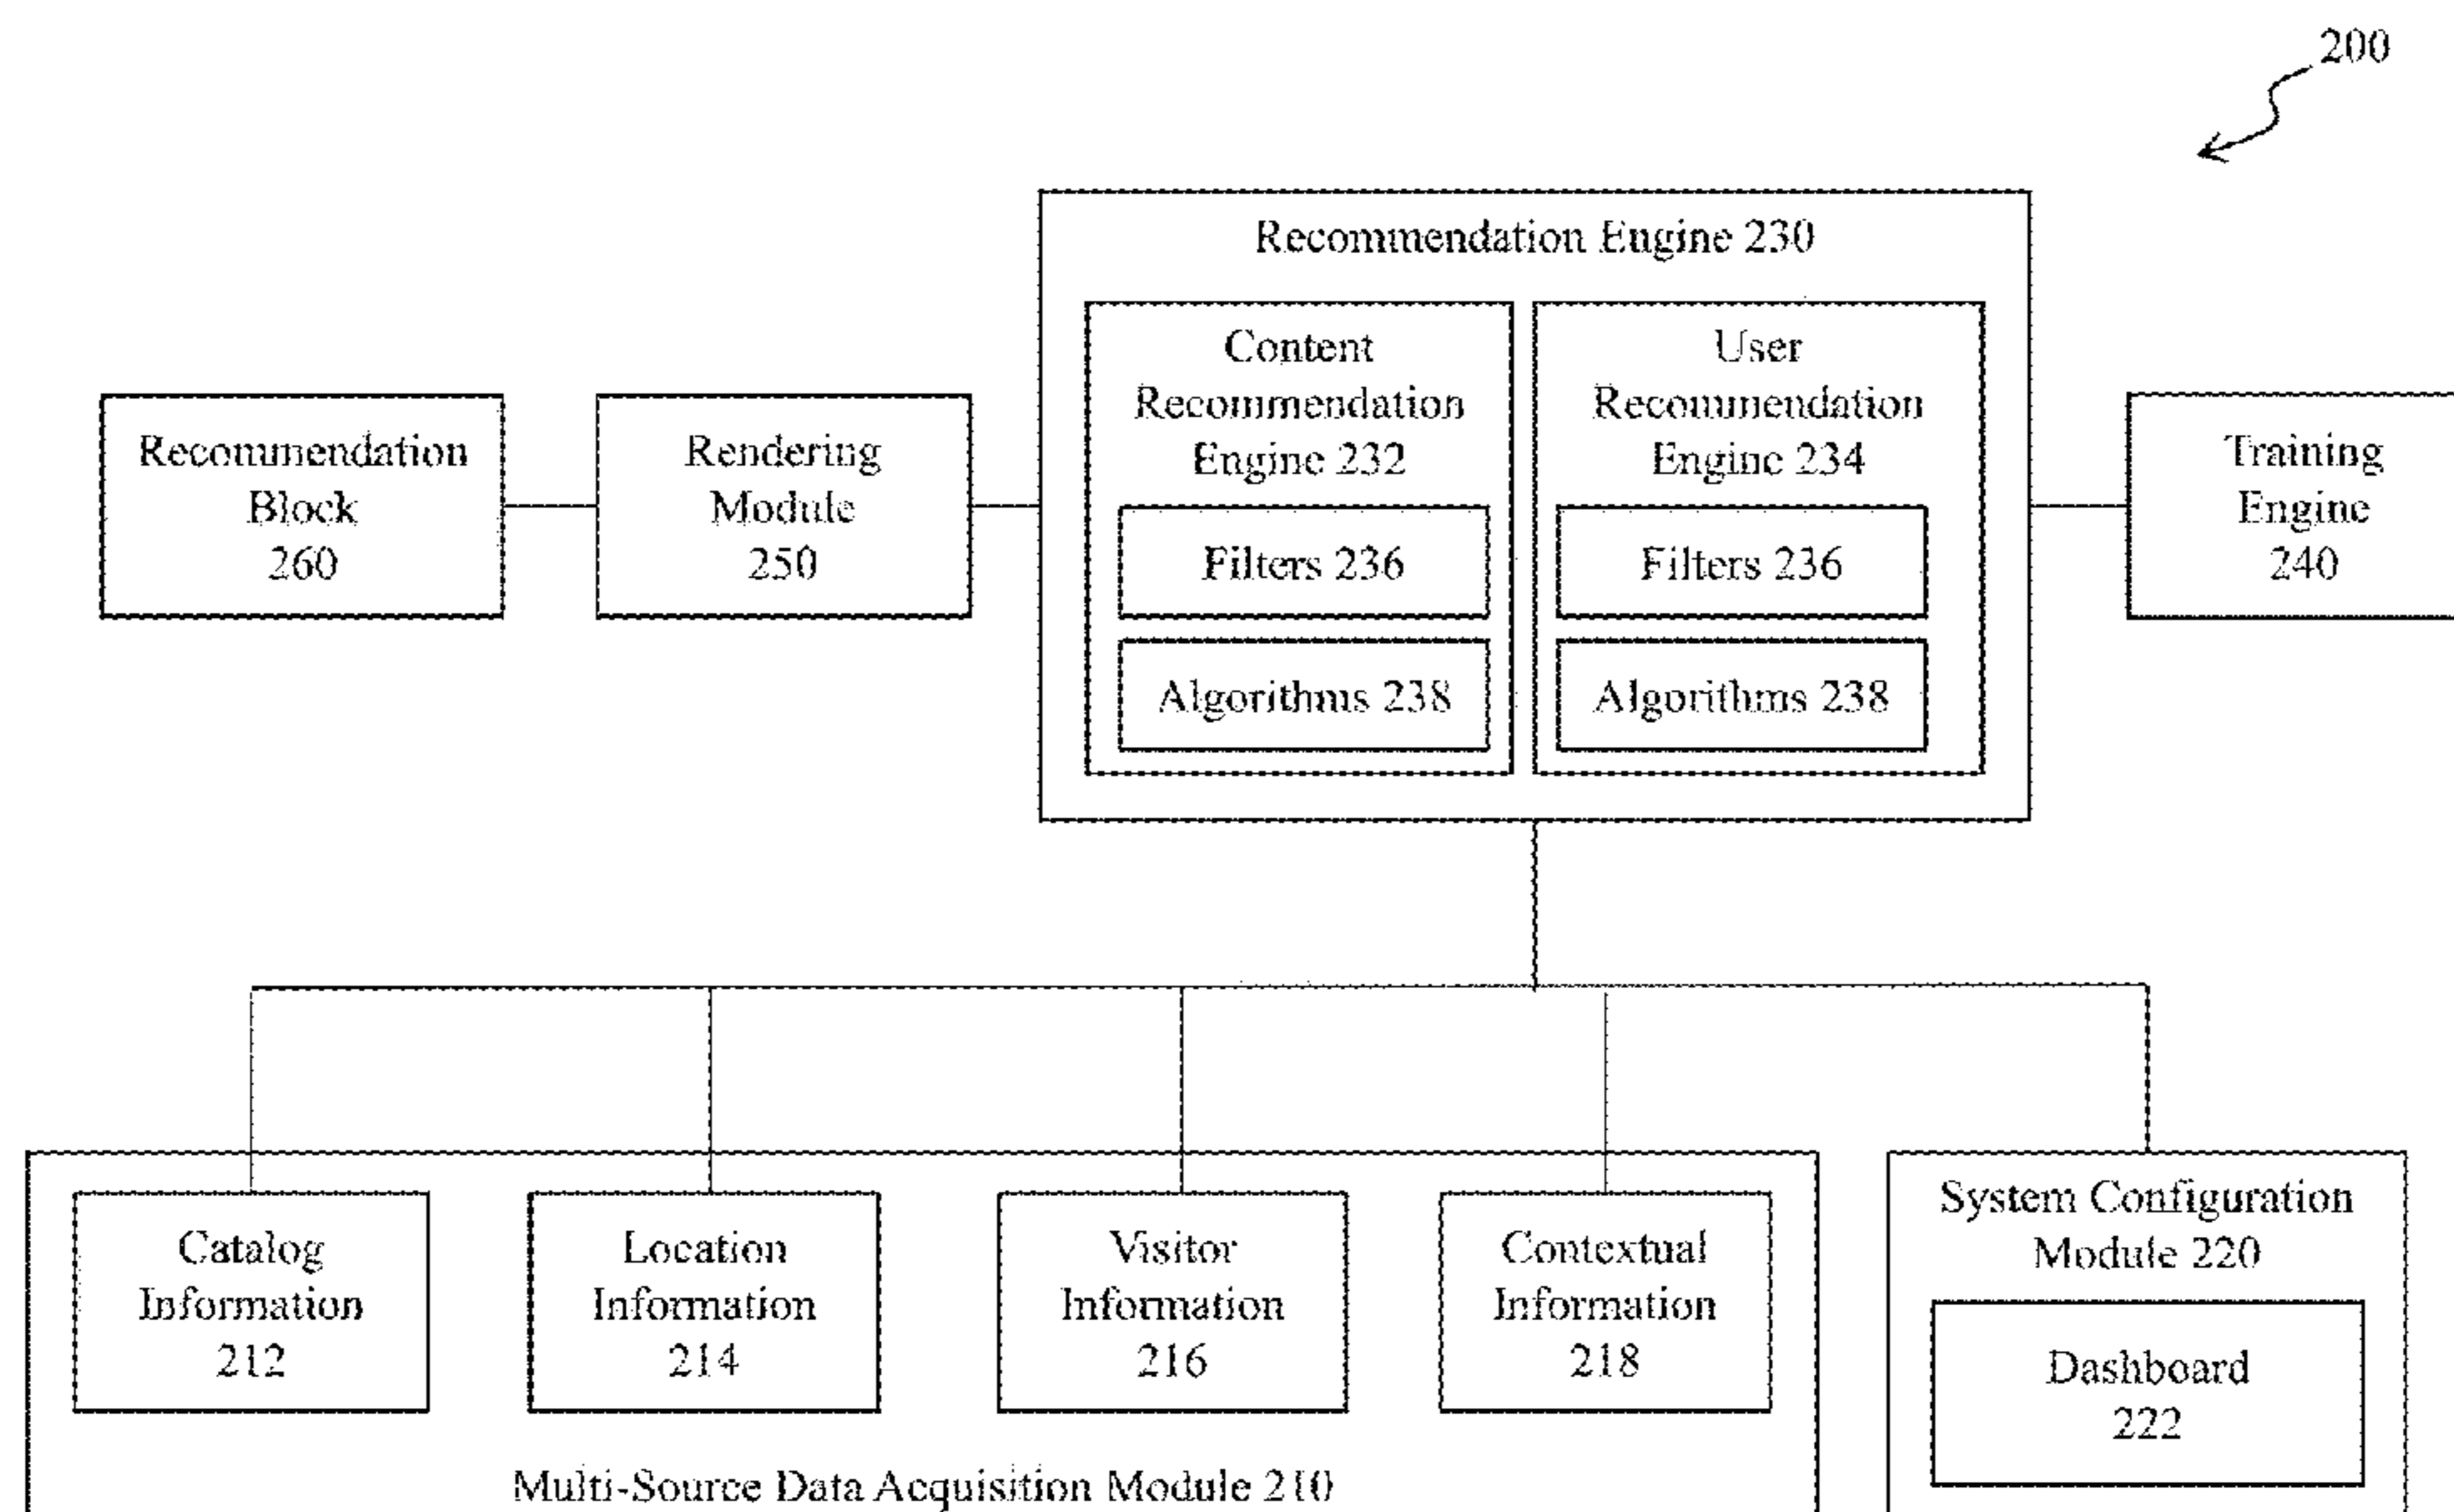 200
Recommendation Engine 230
Content
Recommendation
Engine 232
Filters 236
Algorithms 238
User
Recommendation
Engine 234
Filters 236
Algorithms 238
Recommendation
Block
260
Rendering
Module
250
Training
Engine
240
Catalog
Information
212
Location
Information
214
Visitor
Information
216
Contextual
Information
218
Multi-Source Data Acquisition Module 210
System Configuration
Module 220
Dashboard
222